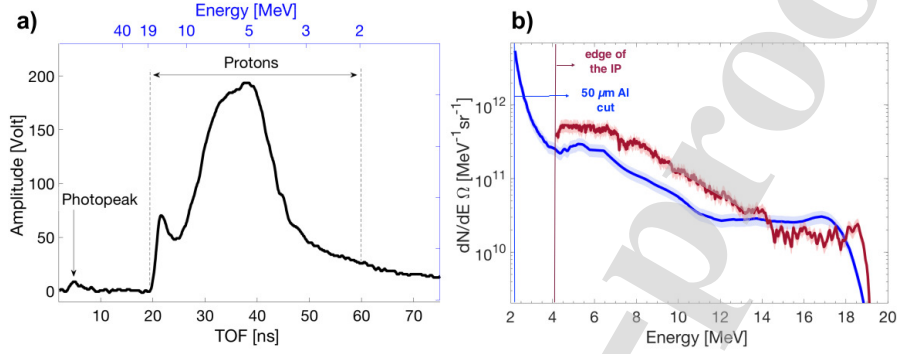 a)
Energy [MeV]
40 19 10 5 3 2
Protons
Photopeak
Amplitude [Volt]
200
150
100
50
0
10 20 30 40 50 60 70
TOF [ns]
b)
edge of
the IP
50 μm Al
cut
dN/dE Ω [MeV⁻¹sr⁻¹]
10¹²
10¹¹
10¹⁰
2 4 6 8 10 12 14 16 18 20
Energy [MeV]
-proo